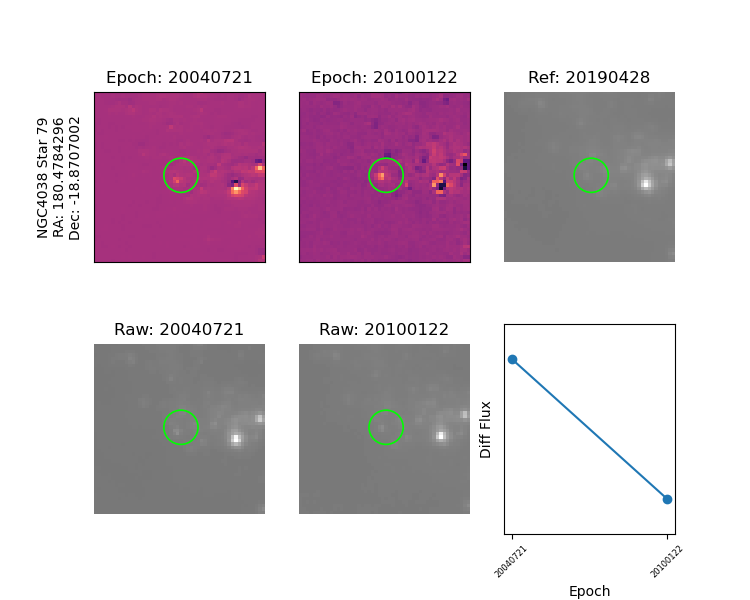 NGC4038 Star 79
RA: 180.4784296
Dec: -18.8707002
Epoch: 20040721
Epoch: 20100122
Ref: 20190428
Raw: 20040721
Raw: 20100122
Diff Flux
20040721
20100122
Epoch